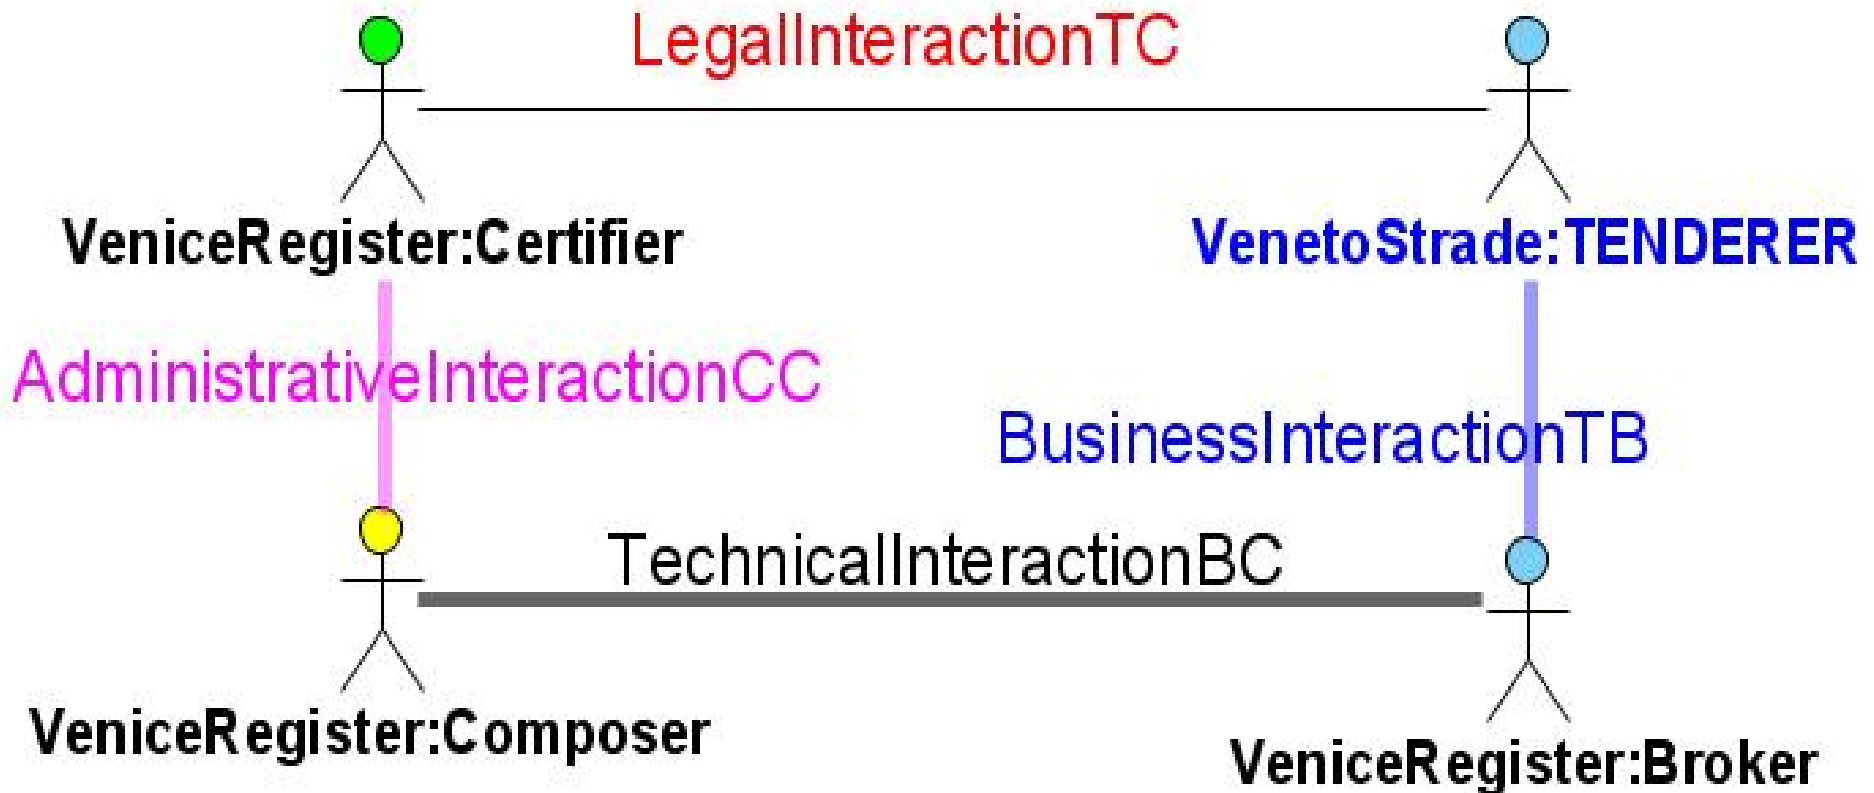 LegalInteractionTC
VeniceRegister:Certifier
VenetoStrade:TENDERER
AdministrativeInteractionCC
BusinessInteractionTB
TechnicalInteractionBC
VeniceRegister:Composer
VeniceRegister:Broker